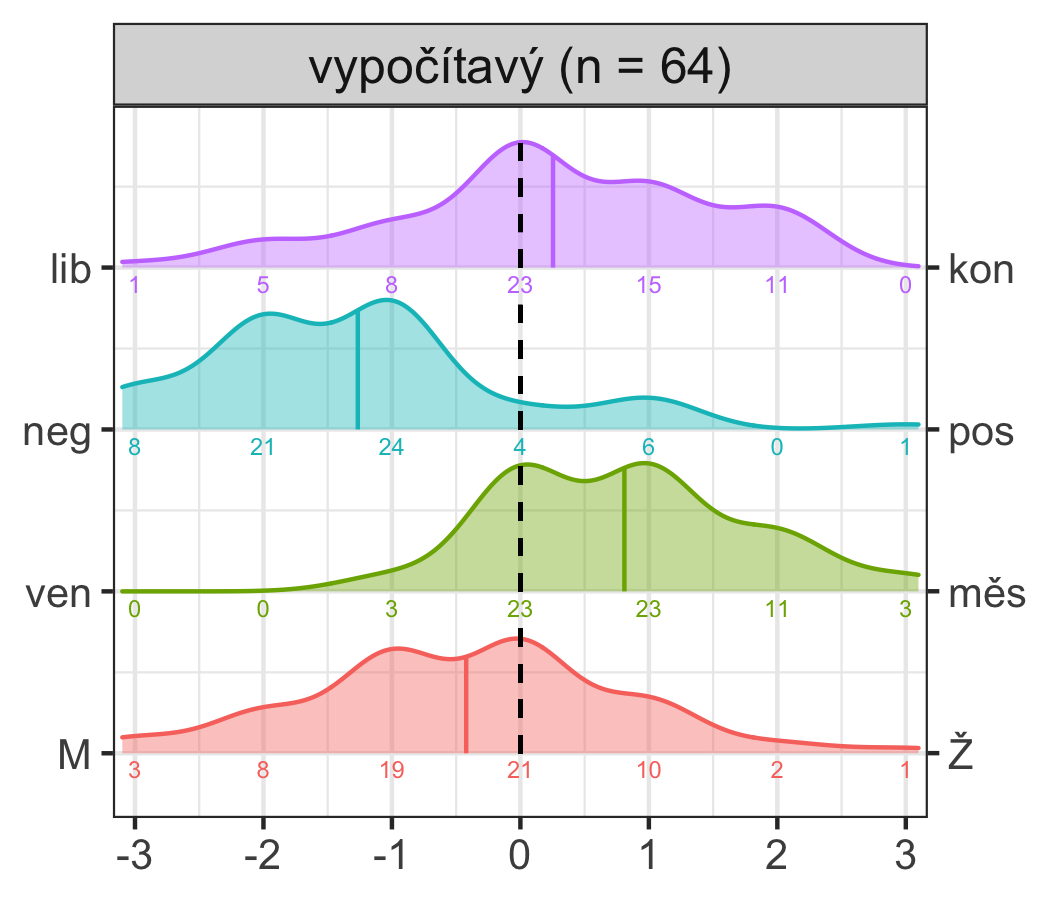 vypočítavý (n = 64)
lib kon
1 5 8 23 15 11 0
neg pos
8 21 24 4 6 0 1
ven měs
0 0 3 23 23 11 3
M Ž
3 8 19 21 10 2 1
-3 -2 -1 0 1 2 3